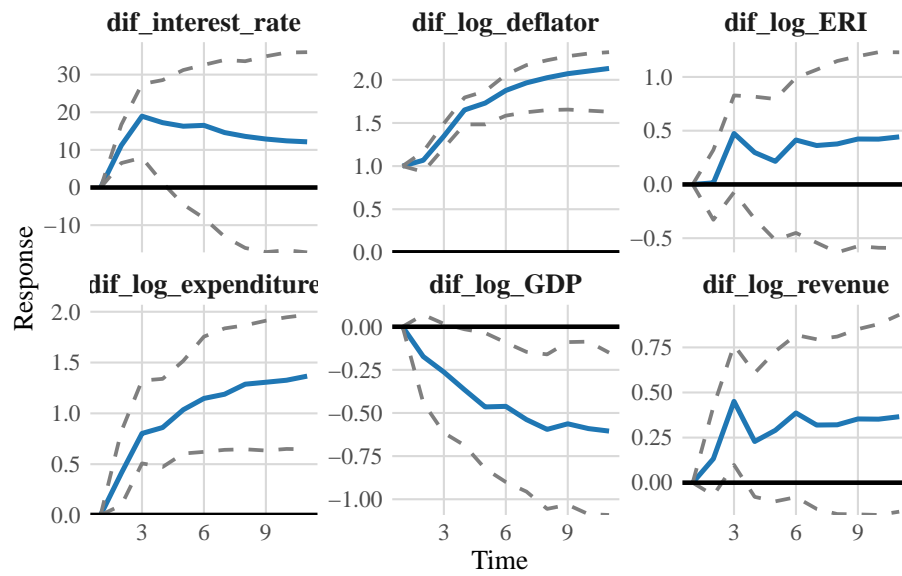 dif_interest_rate
dif_log_deflator
dif_log_ERI
30
20
10
0
−10
2.0
1.5
1.0
0.5
0.0
1.0
0.5
0.0
−0.5
Response
dif_log_expenditure
dif_log_GDP
dif_log_revenue
2.0
1.5
1.0
0.5
0.0
0.00
−0.25
−0.50
−0.75
−1.00
0.75
0.50
0.25
0.00
3 6 9
3 6 9
3 6 9
Time